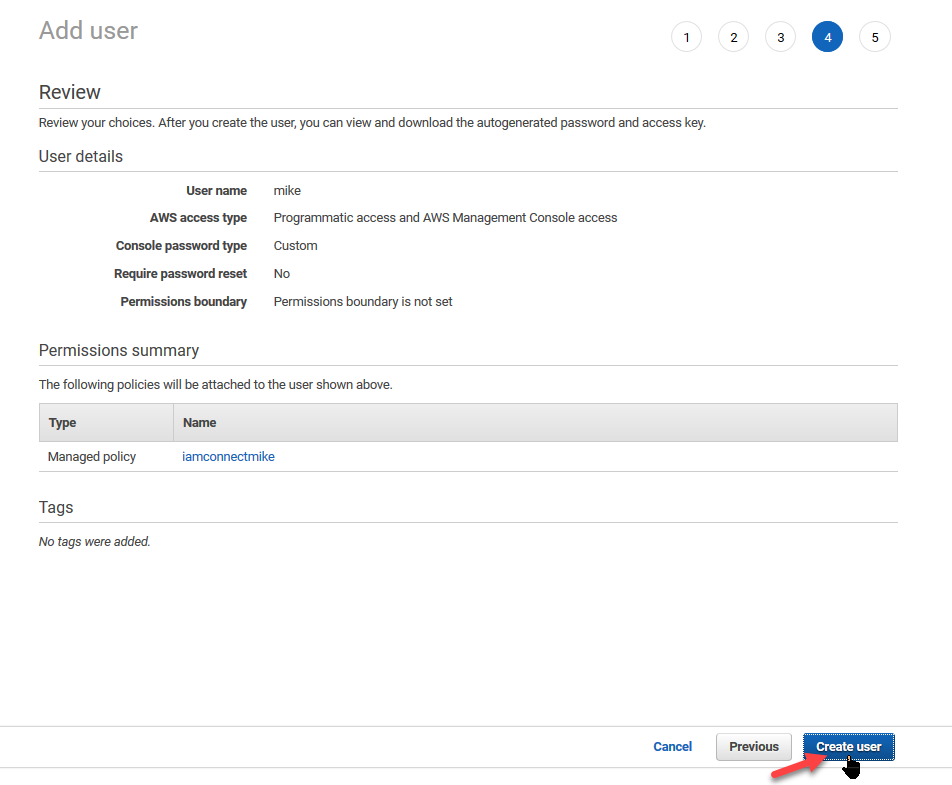 Add user
1 2 3 4 5
Review
Review your choices. After you create the user, you can view and download the autogenerated password and access key.
User details
User name mike
AWS access type Programmatic access and AWS Management Console access
Console password type Custom
Require password reset No
Permissions boundary Permissions boundary is not set
Permissions summary
The following policies will be attached to the user shown above.
Type Name
Managed policy iamconnectmike
Tags
No tags were added.
Cancel Previous Create user